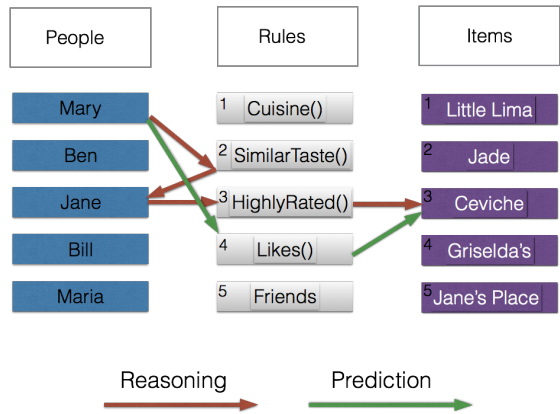 People Rules Items
Mary 1 Cuisine() 1 Little Lima
Ben 2 SimilarTaste() 2 Jade
Jane 3 HighlyRated() 3 Ceviche
Bill 4 Likes() 4 Griselda's
Maria 5 Friends 5 Jane's Place
Reasoning Prediction